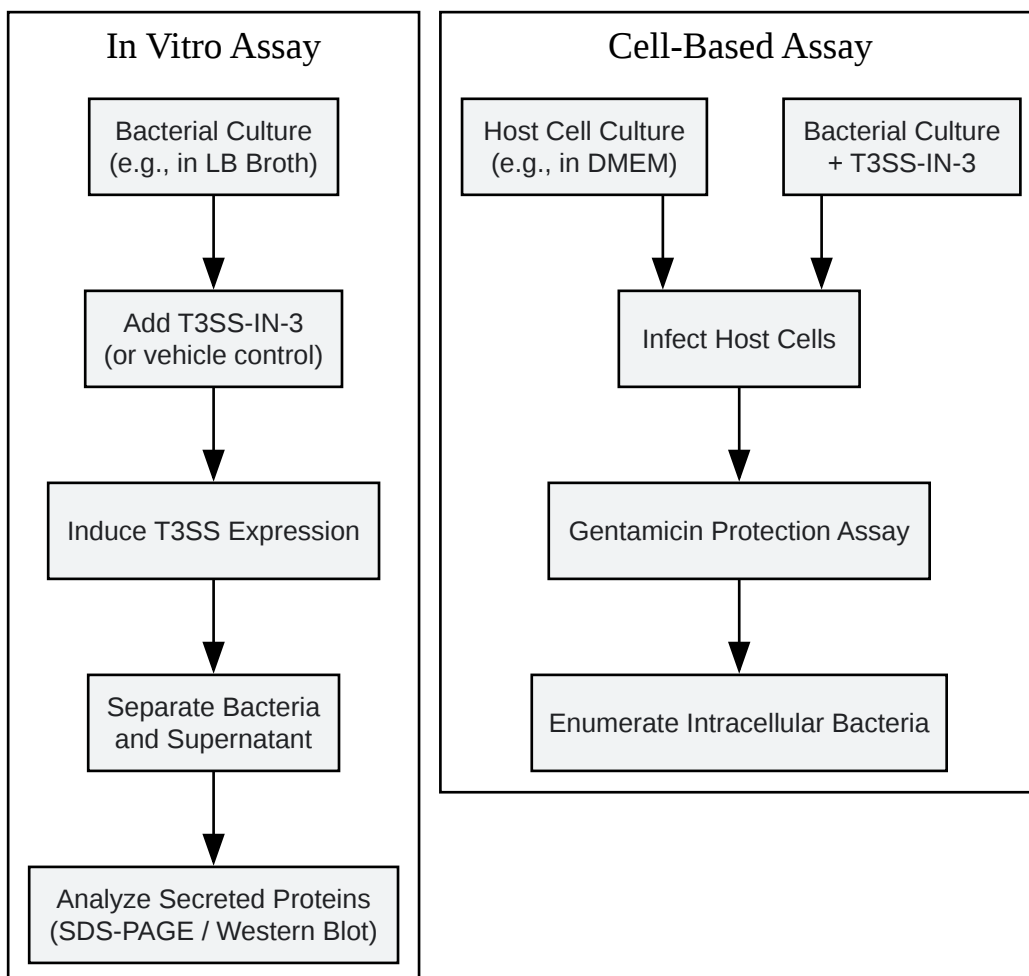 In Vitro Assay
Bacterial Culture
(e.g., in LB Broth)
Add T3SS-IN-3
(or vehicle control)
Induce T3SS Expression
Separate Bacteria
and Supernatant
Analyze Secreted Proteins
(SDS-PAGE / Western Blot)
Cell-Based Assay
Host Cell Culture
(e.g., in DMEM)
Bacterial Culture
+ T3SS-IN-3
Infect Host Cells
Gentamicin Protection Assay
Enumerate Intracellular Bacteria